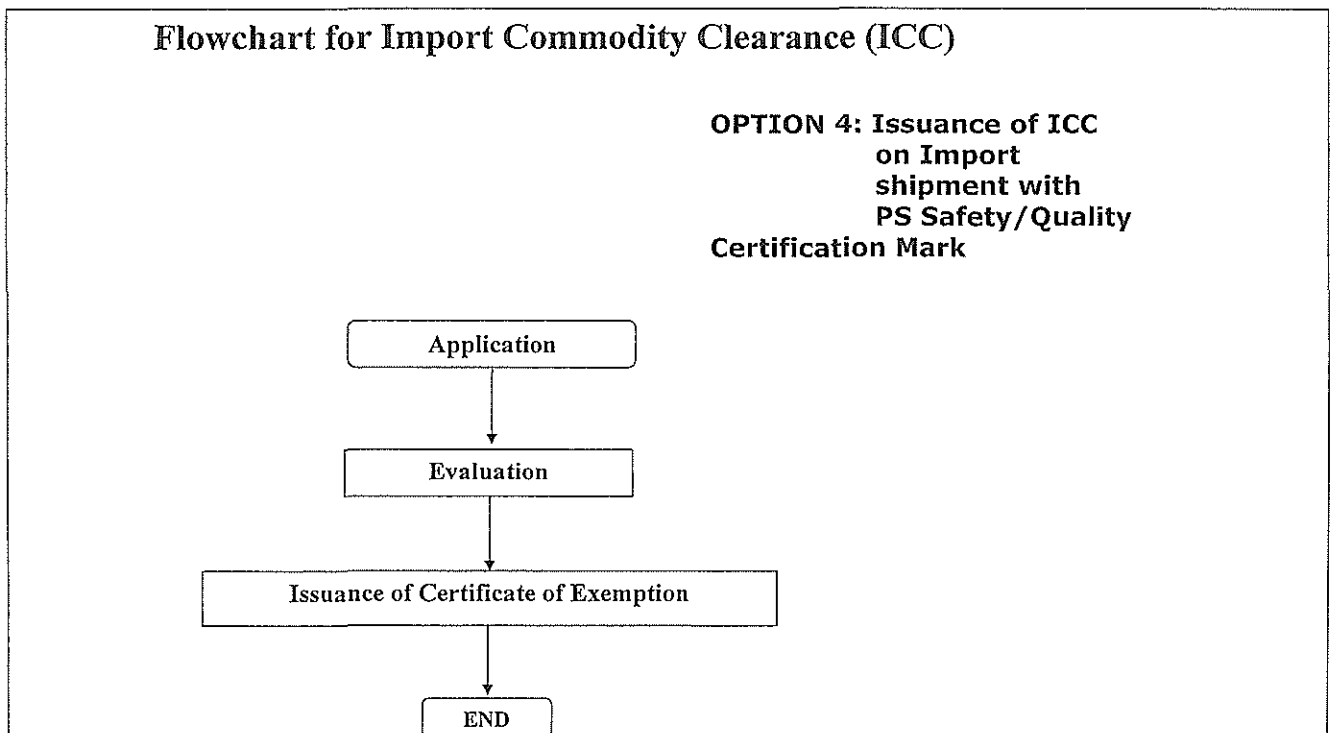 Flowchart for Import Commodity Clearance (ICC)
OPTION 4: Issuance of ICC
on Import
shipment with
PS Safety/Quality
Certification Mark
Application
Evaluation
Issuance of Certificate of Exemption
END